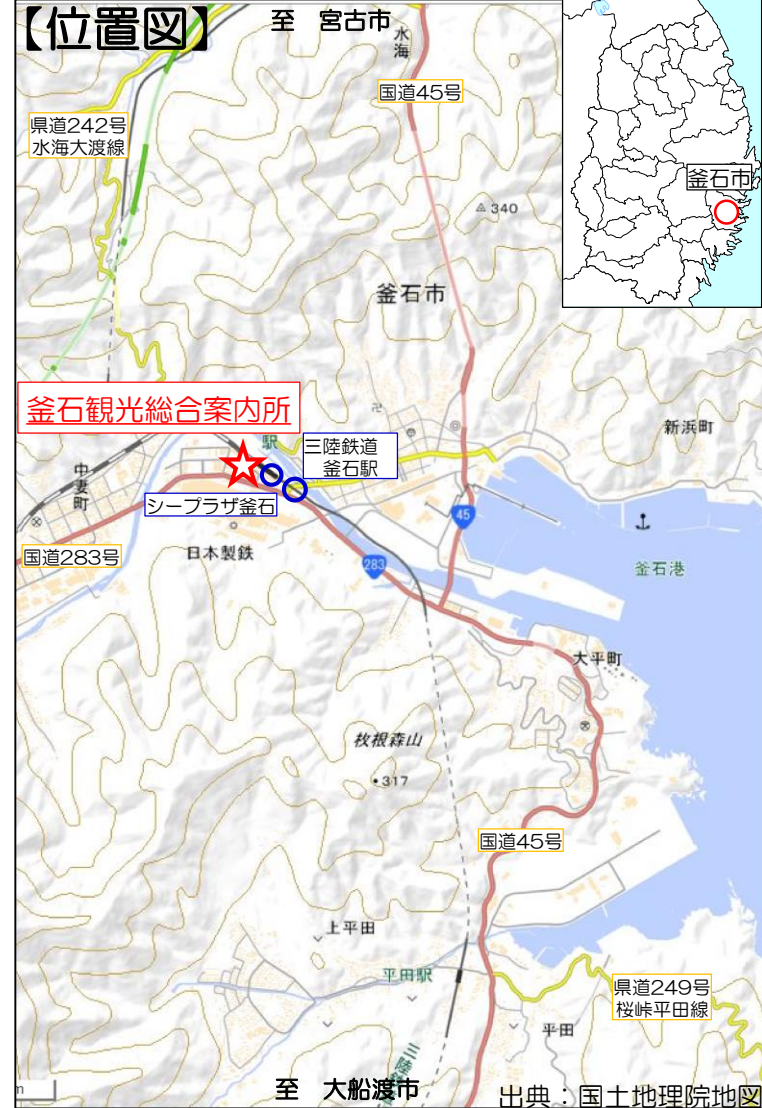 【位置図】
至 宮古市
水海
国道45号
県道242号
水海大渡線
釜石市
340
釜石市
釜石観光総合案内所
駅
三陸鉄道
釜石駅
新浜町
中妻町
シープラザ釜石
45
国道283号
日本製鉄
283
釜石港
大平町
枚根森山
317
国道45号
上平田
平田駅
県道249号
桜峠平田線
平田
三陸鉄
至 大船渡市
m
出典：国土地理院地図